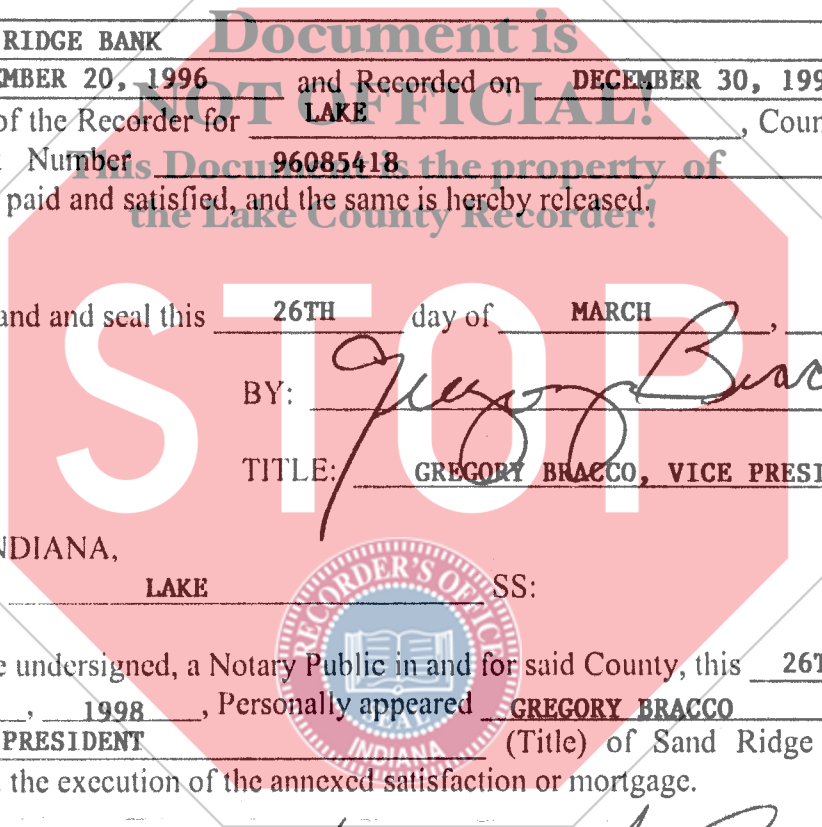 RIDGE BANK
Document is
MBER 20, 1996 and Recorded on DECEMBER 30, 199
NOT OFFICIAL!
of the Recorder for LAKE, Coun
Number 96085418
This Document is the property of
paid and satisfied, and the same is hereby released.
the Lake County Recorder!
STOP
and and seal this 26TH day of MARCH,
BY: Gregory Bracc
TITLE: GREGORY BRACCO, VICE PRESI
NDIANA,
LAKE SS:
RECORDER'S OFFIC
e undersigned, a Notary Public in and for said County, this 26T
, 1998, Personally appeared GREGORY BRACCO
PRESIDENT (Title) of Sand Ridge
INDIANA
the execution of the annexed satisfaction or mortgage.